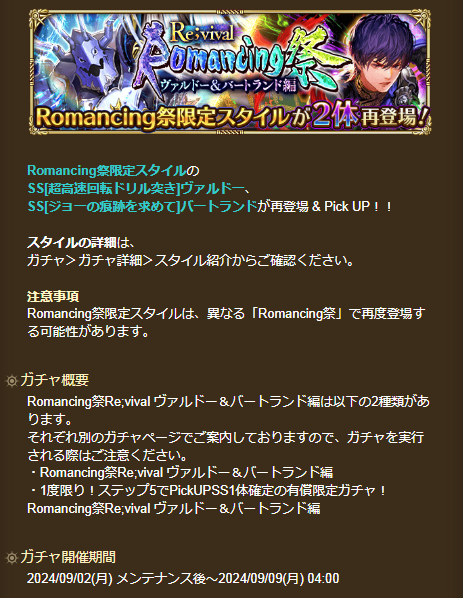 Re;vival
Romancing祭
ヴァルドー＆バートランド編
Romancing祭限定スタイルが2体再登場！
Romancing祭限定スタイルの
SS[超高速回転ドリル突き]ヴァルドー、
SS[ジョーの痕跡を求めて]バートランドが再登場 & Pick UP！！
スタイルの詳細は、
ガチャ＞ガチャ詳細＞スタイル紹介からご確認ください。
注意事項
Romancing祭限定スタイルは、異なる「Romancing祭」で再度登場す
る可能性があります。
ガチャ概要
Romancing祭Re;vival ヴァルドー＆バートランド編は以下の2種類があ
ります。
それぞれ別のガチャページでご案内しておりますので、ガチャを実行
される際はご注意ください。
・Romancing祭Re;vival ヴァルドー＆バートランド編
・1度限り！ステップ5でPickUPSS1体確定の有償限定ガチャ！
Romancing祭Re;vival ヴァルドー＆バートランド編
ガチャ開催期間
2024/09/02(月) メンテナンス後～2024/09/09(月) 04:00